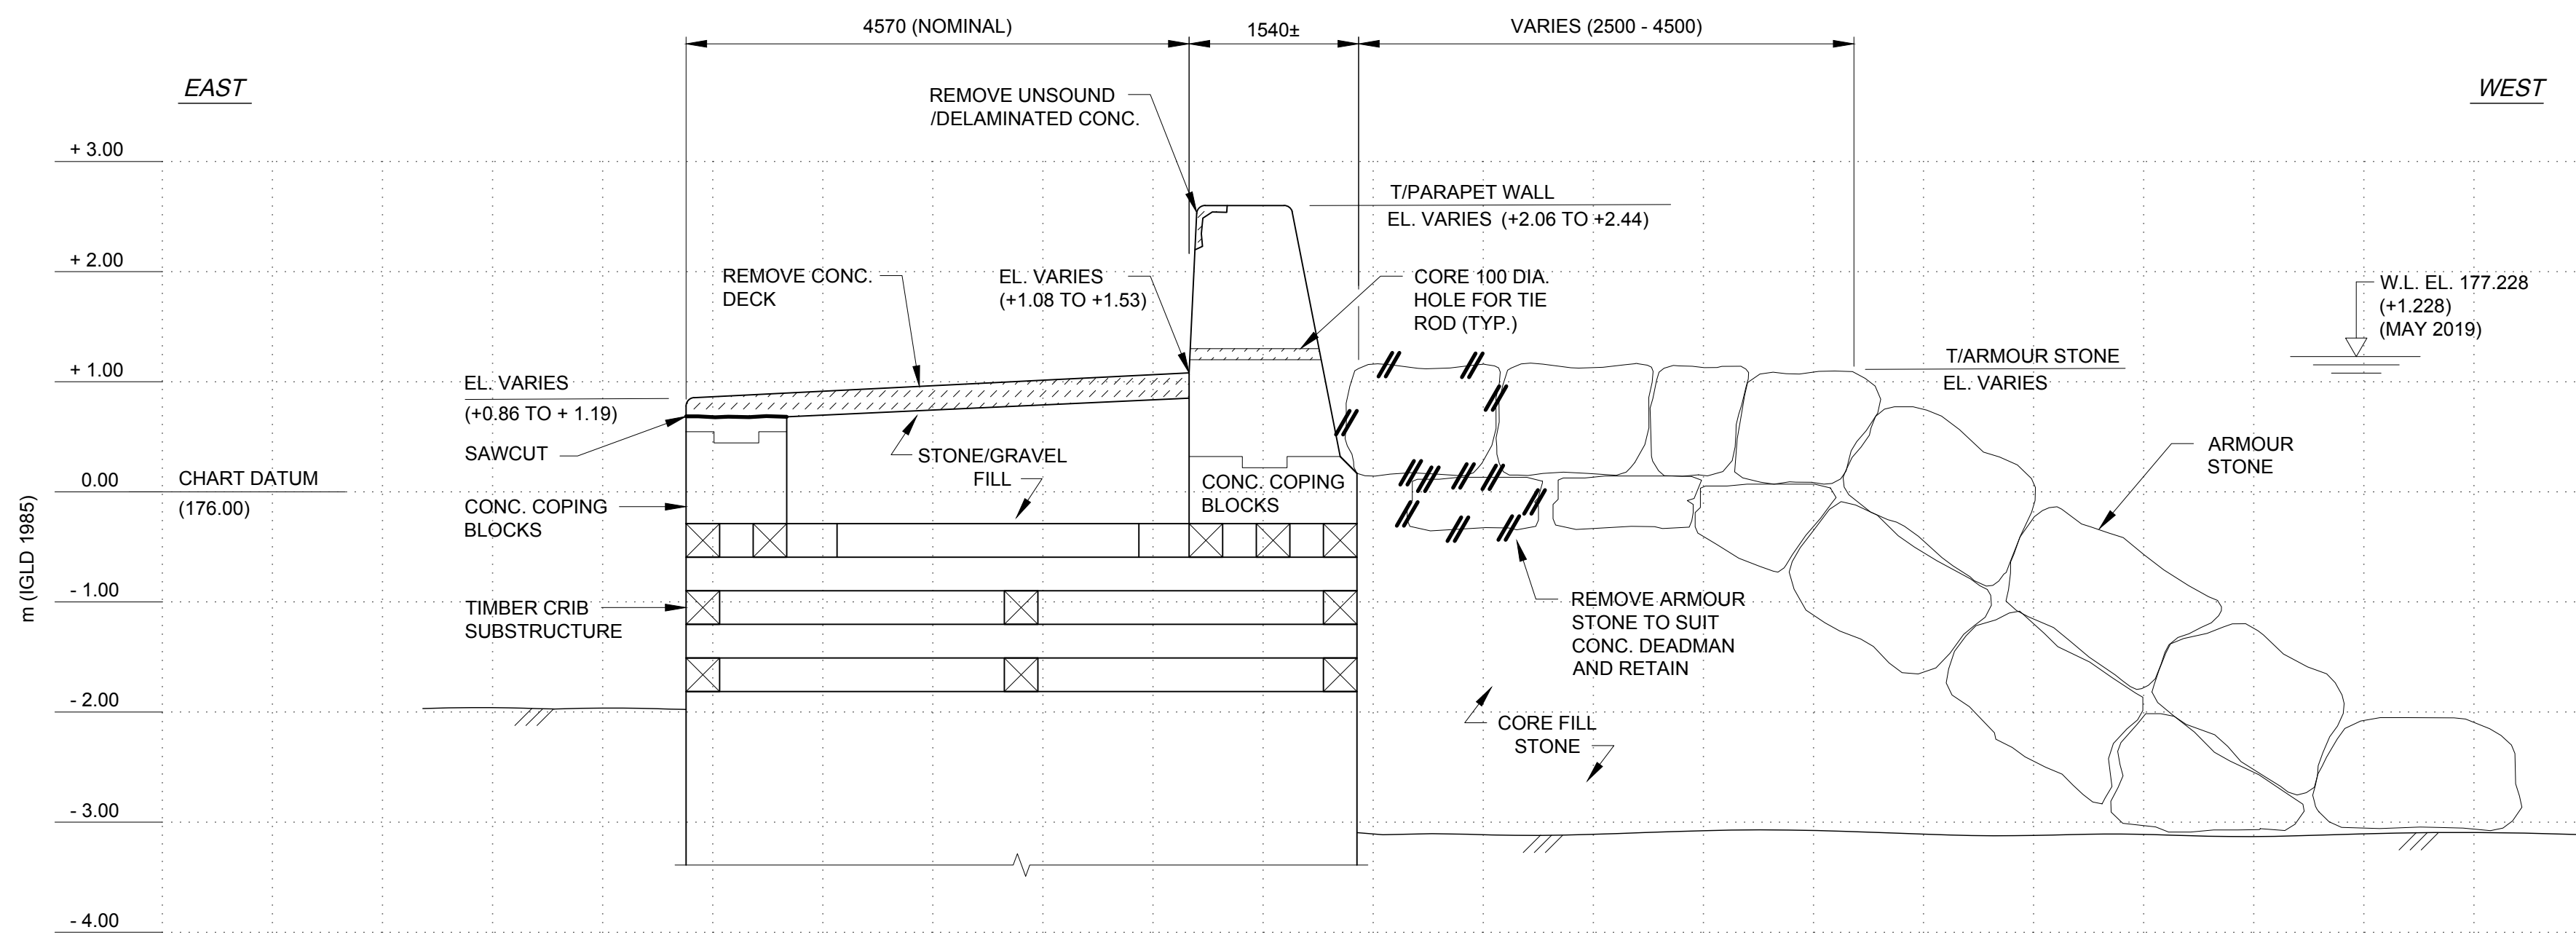 4570 (NOMINAL)
1540±
VARIES (2500 - 4500)
EAST
WEST
REMOVE UNSOUND
/DELAMINATED CONC.
+ 3.00
T/PARAPET WALL
EL. VARIES (+2.06 TO +2.44)
+ 2.00
REMOVE CONC.
DECK
EL. VARIES
(+1.08 TO +1.53)
CORE 100 DIA.
HOLE FOR TIE
ROD (TYP.)
W.L. EL. 177.228
(+1.228)
(MAY 2019)
+ 1.00
EL. VARIES
(+0.86 TO + 1.19)
T/ARMOUR STONE
EL. VARIES
SAWCUT
STONE/GRAVEL
FILL
ARMOUR
STONE
0.00
CHART DATUM
(176.00)
CONC. COPING
BLOCKS
CONC. COPING
BLOCKS
m (IGLD 1985)
- 1.00
TIMBER CRIB
SUBSTRUCTURE
REMOVE ARMOUR
STONE TO SUIT
CONC. DEADMAN
AND RETAIN
- 2.00
CORE FILL
STONE
- 3.00
- 4.00